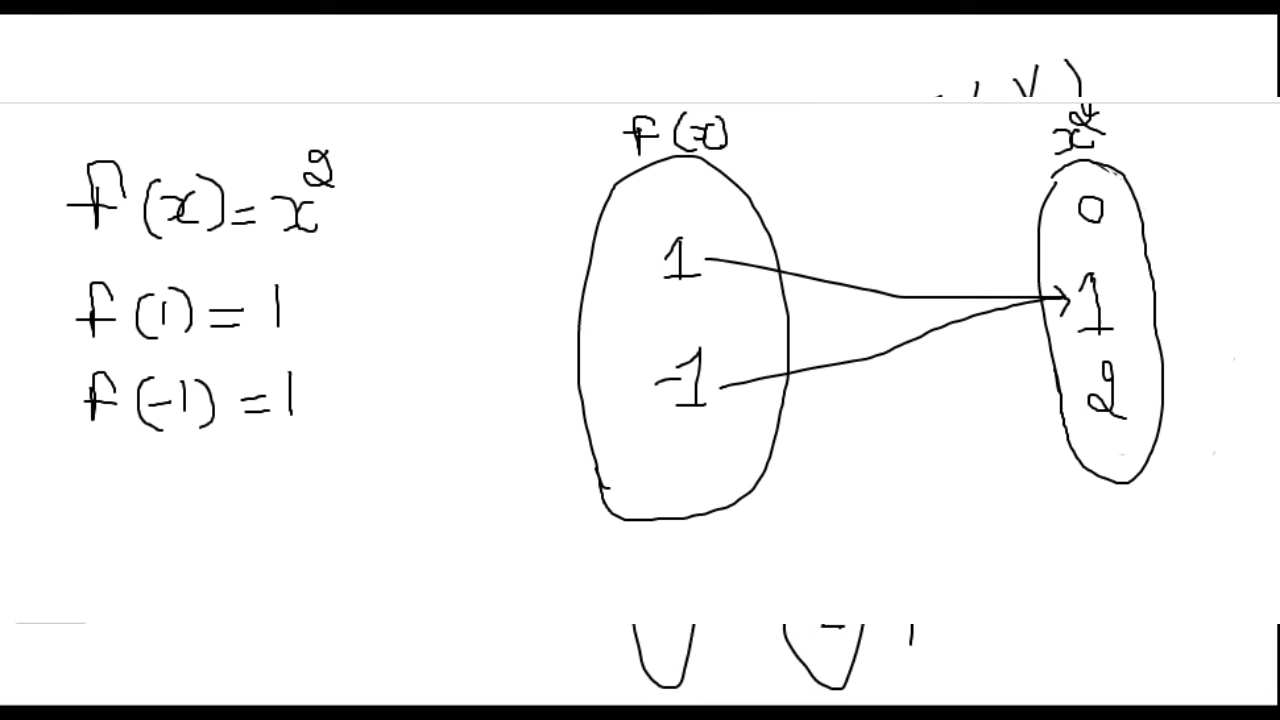 f(x)=x²
f(1)=1
f(-1)=1
f(x)
1
-1
x²
0
1
2